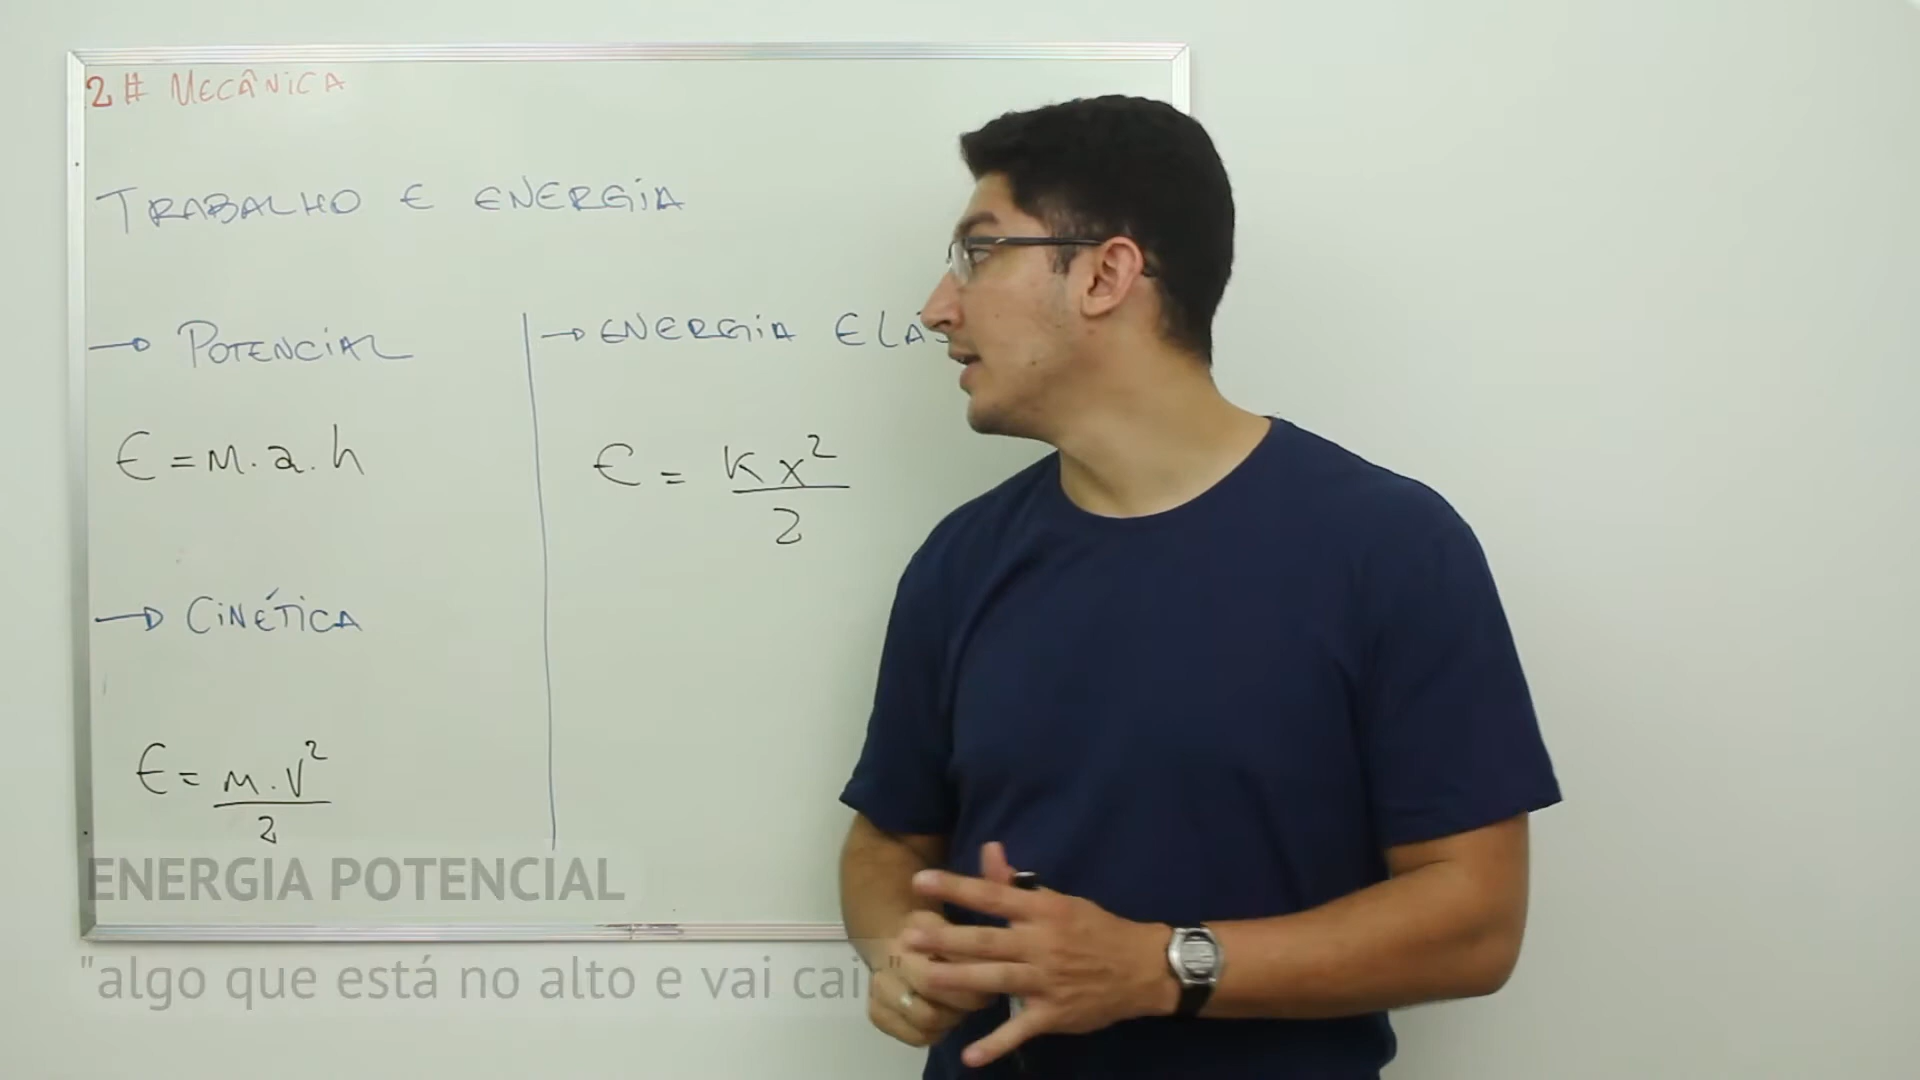 2# MECÂNICA
TRABALHO E ENERGIA
→ POTENCIAL
E = m.a.h
→ CINÉTICA
E = m.v²
2
→ ENERGIA ELÁS
E = Kx²
2
ENERGIA POTENCIAL
"algo que está no alto e vai cair"